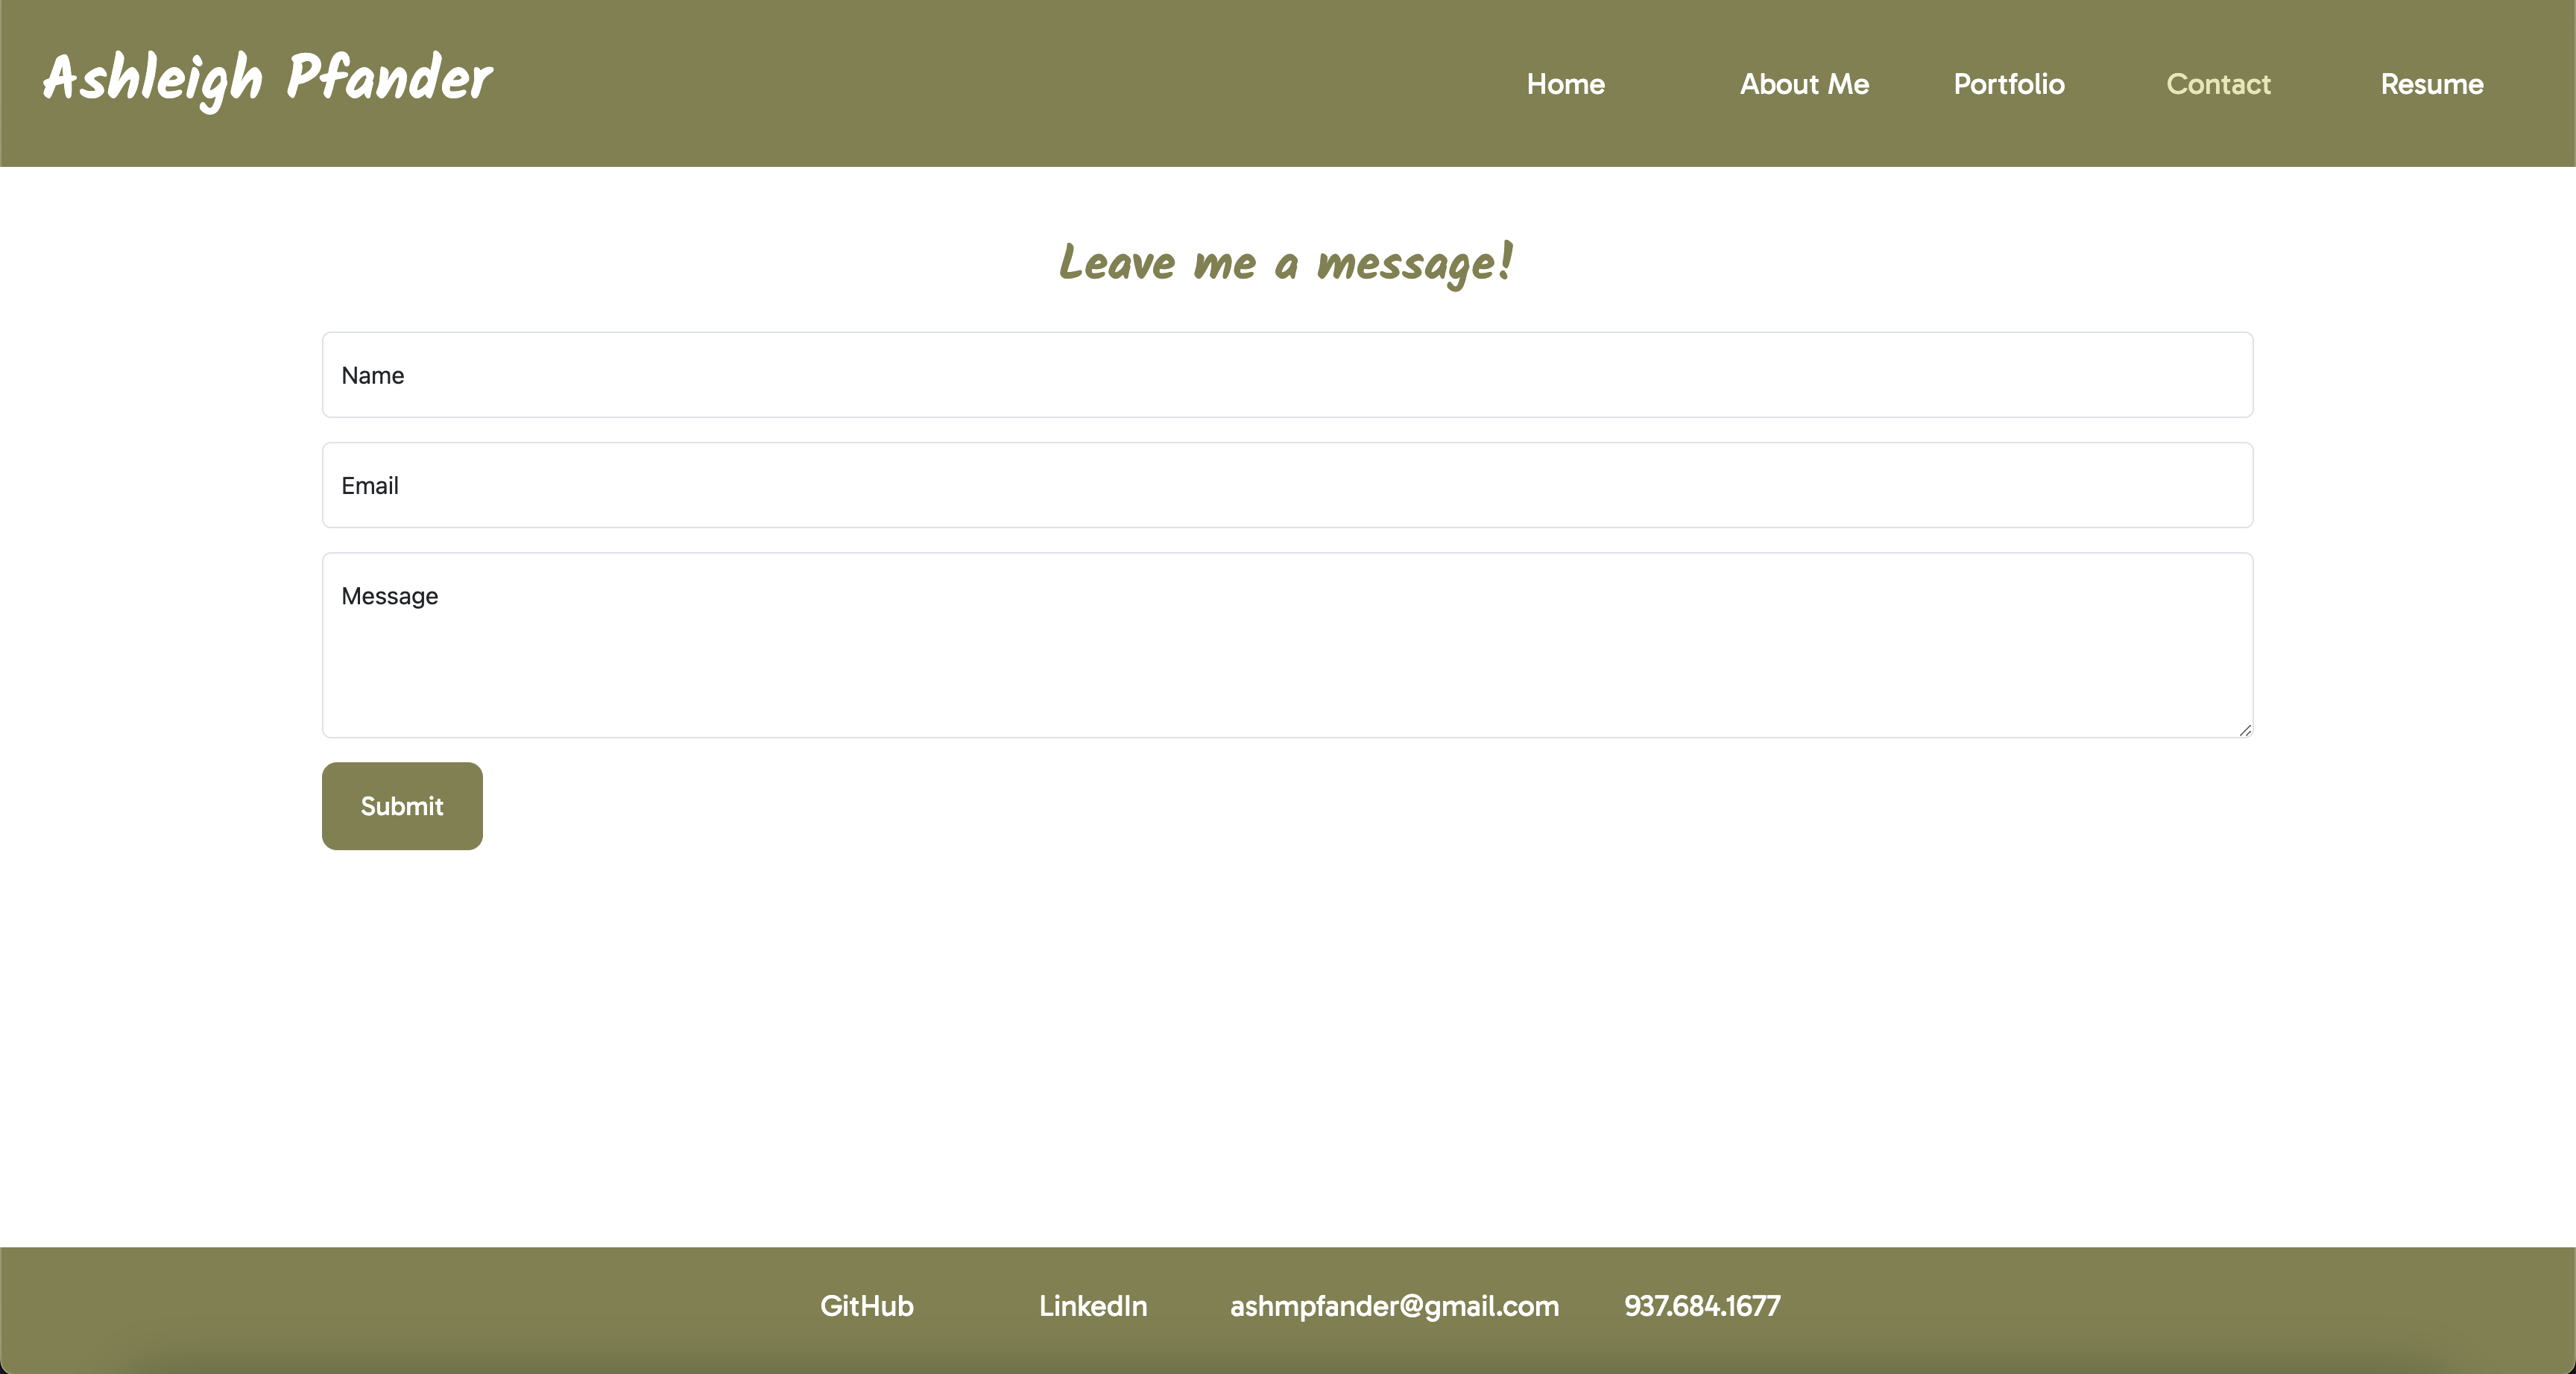 Ashleigh Pfander
Home About Me Portfolio Contact Resume
Leave me a message!
Name
Email
Message
Submit
GitHub LinkedIn ashmpfander@gmail.com 937.684.1677